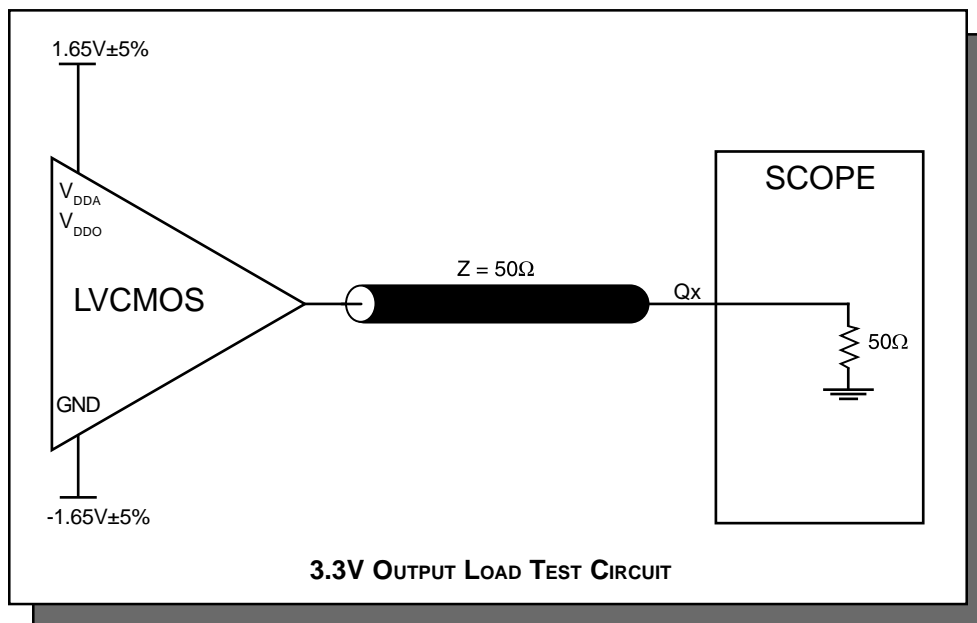 1.65V±5%
SCOPE
V_DDA
V_DDO
Z = 50Ω
LVCMOS
Qx
50Ω
GND
-1.65V±5%
3.3V OUTPUT LOAD TEST CIRCUIT